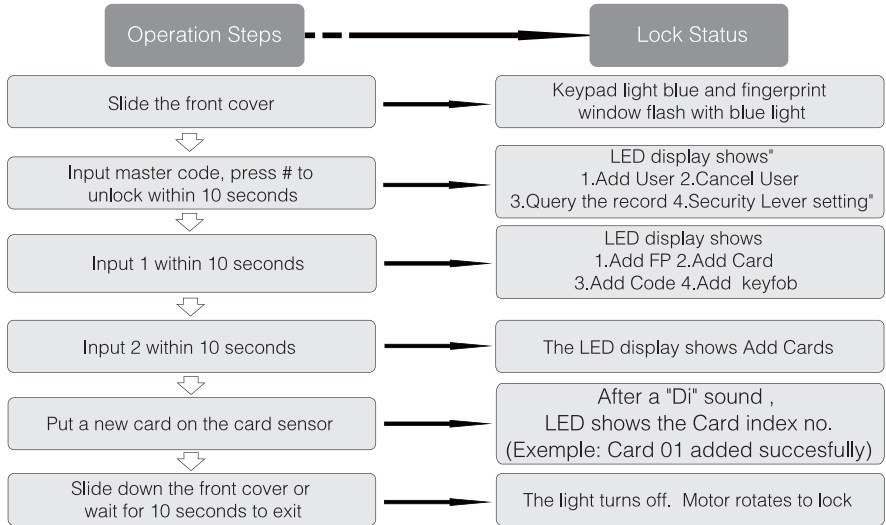 Operation Steps
Lock Status
Slide the front cover
Keypad light blue and fingerprint
window flash with blue light
Input master code, press # to
unlock within 10 seconds
LED display shows"
1.Add User 2.Cancel User
3.Query the record 4.Security Lever setting"
Input 1 within 10 seconds
LED display shows
1.Add FP 2.Add Card
3.Add Code 4.Add keyfob
Input 2 within 10 seconds
The LED display shows Add Cards
Put a new card on the card sensor
After a "Di" sound ,
LED shows the Card index no.
(Exemple: Card 01 added succesfully)
Slide down the front cover or
wait for 10 seconds to exit
The light turns off. Motor rotates to lock